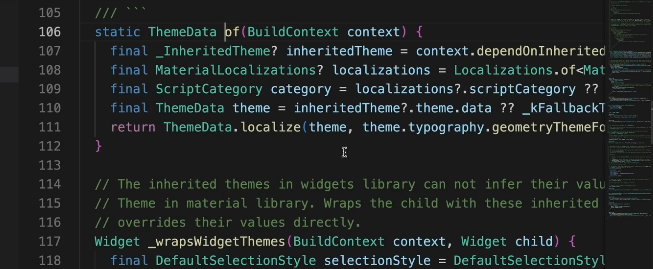 105 /// ```
106 static ThemeData of(BuildContext context) {
107 final _InheritedTheme? inheritedTheme = context.dependOnInherited
108 final MaterialLocalizations? localizations = Localizations.of<Mat
109 final ScriptCategory category = localizations?.scriptCategory ??
110 final ThemeData theme = inheritedTheme?.theme.data ?? _kFallbackT
111 return ThemeData.localize(theme, theme.typography.geometryThemeFo
112 }
113
114 // The inherited themes in widgets library can not infer their valu
115 // Theme in material library. Wraps the child with these inherited
116 // overrides their values directly.
117 Widget _wrapsWidgetThemes(BuildContext context, Widget child) {
118 final DefaultSelectionStyle selectionStyle = DefaultSelectionStyl